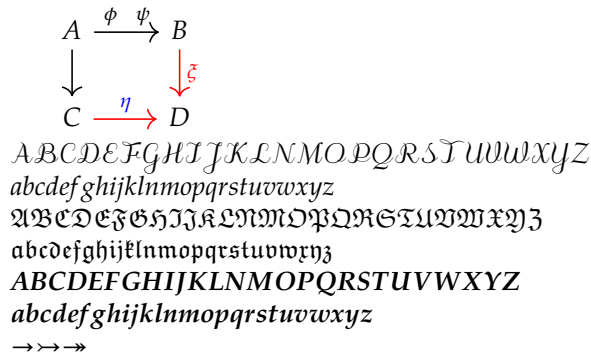 ϕ ψ
A B
ξ
η
C D
ABCDEFGHIJKLNMOPQRSTUVWXYZ
abcdefghijklnmopqrstuvwxyz
ABCDEFGHIJKLNMOPQRSTUVWXYZ
abcdefghijklnmopqrstuvwxyz
ABCDEFGHIJKLNMOPQRSTUVWXYZ
abcdefghijklnmopqrstuvwxyz
→↣↠